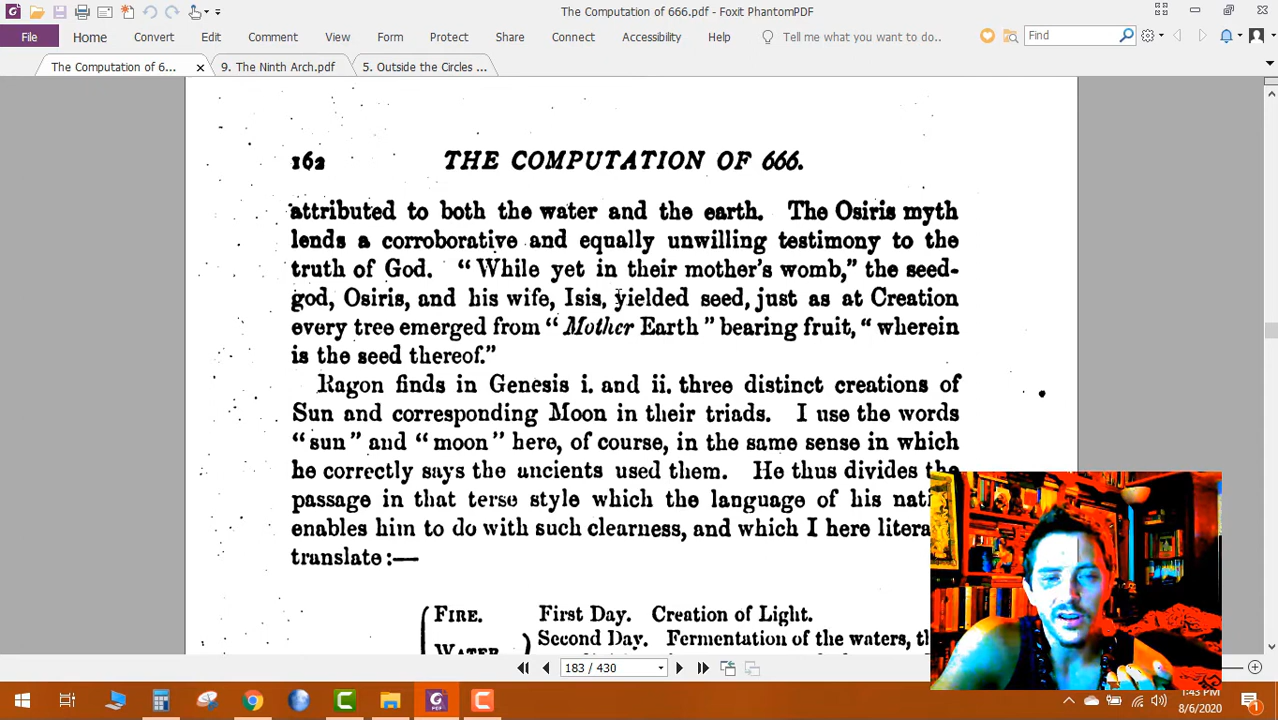 The Computation of 666.pdf - Foxit PhantomPDF
File Home Convert Edit Comment View Form Protect Share Connect Accessibility Help Tell me what you want to do.. Find
The Computation of 6... 9. The Ninth Arch.pdf 5. Outside the Circles ...
162 THE COMPUTATION OF 666.
attributed to both the water and the earth. The Osiris myth
lends a corroborative and equally unwilling testimony to the
truth of God. “While yet in their mother's womb,” the seed-
god, Osiris, and his wife, Isis, yielded seed, just as at Creation
every tree emerged from “Mother Earth” bearing fruit, “wherein
is the seed thereof.”
Ragon finds in Genesis i. and ii. three distinct creations of
Sun and corresponding Moon in their triads. I use the words
“sun” and “moon” here, of course, in the same sense in which
he correctly says the ancients used them. He thus divides the
passage in that terse style which the language of his nati
enables him to do with such clearness, and which I here litera
translate :—
FIRE. First Day. Creation of Light.
WATER Second Day. Fermentation of the waters, th
183 / 430
1:43 PM
8/6/2020